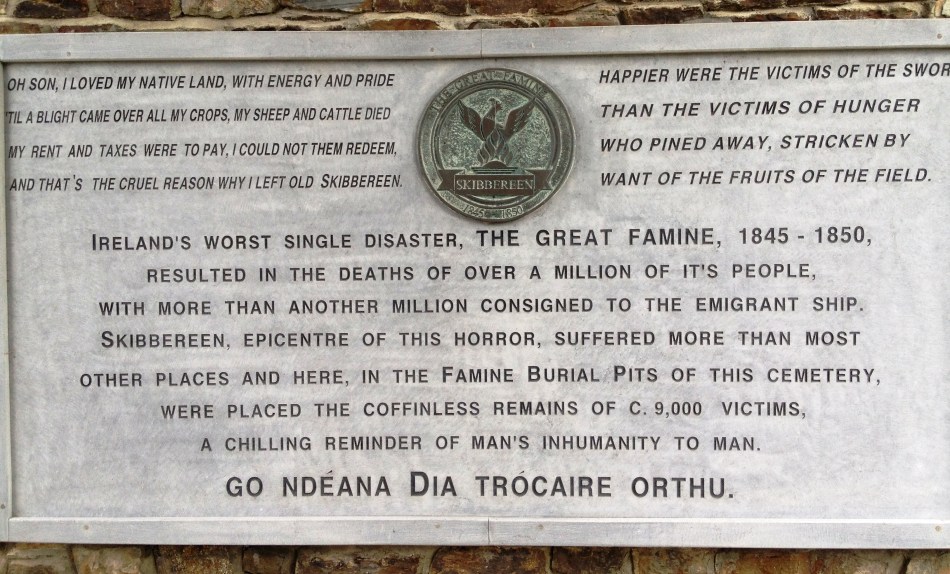 OH SON, I LOVED MY NATIVE LAND, WITH ENERGY AND PRIDE
'TIL A BLIGHT CAME OVER ALL MY CROPS, MY SHEEP AND CATTLE DIED
MY RENT AND TAXES WERE TO PAY, I COULD NOT THEM REDEEM,
AND THAT'S THE CRUEL REASON WHY I LEFT OLD SKIBBEREEN.
THE GREAT FAMINE
SKIBBEREEN
1845 1850
HAPPIER WERE THE VICTIMS OF THE SWOR
THAN THE VICTIMS OF HUNGER
WHO PINED AWAY, STRICKEN BY
WANT OF THE FRUITS OF THE FIELD.
IRELAND'S WORST SINGLE DISASTER, THE GREAT FAMINE, 1845 - 1850,
RESULTED IN THE DEATHS OF OVER A MILLION OF IT'S PEOPLE,
WITH MORE THAN ANOTHER MILLION CONSIGNED TO THE EMIGRANT SHIP.
SKIBBEREEN, EPICENTRE OF THIS HORROR, SUFFERED MORE THAN MOST
OTHER PLACES AND HERE, IN THE FAMINE BURIAL PITS OF THIS CEMETERY,
WERE PLACED THE COFFINLESS REMAINS OF C. 9,000 VICTIMS,
A CHILLING REMINDER OF MAN'S INHUMANITY TO MAN.
GO NDÉANA DIA TRÓCAIRE ORTHU.